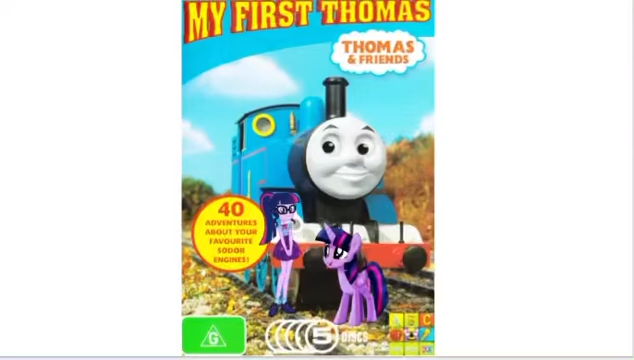 MY FIRST THOMAS
THOMAS
& FRIENDS
40
ADVENTURES
ABOUT YOUR
FAVOURITE
SODOR
ENGINES!
G
5 DISCS
C